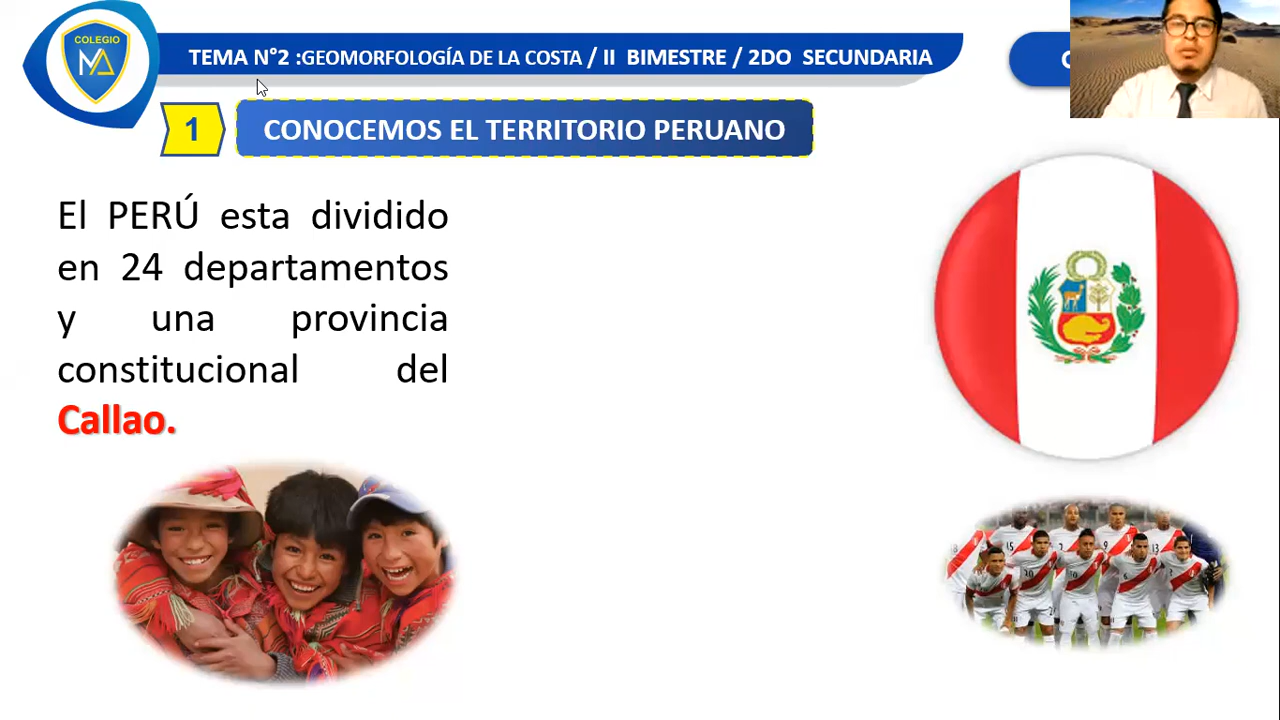 COLEGIO
MA
TEMA N°2 :GEOMORFOLOGÍA DE LA COSTA / II BIMESTRE / 2DO SECUNDARIA
1
CONOCEMOS EL TERRITORIO PERUANO
El PERÚ esta dividido
en 24 departamentos
y una provincia
constitucional del
Callao.